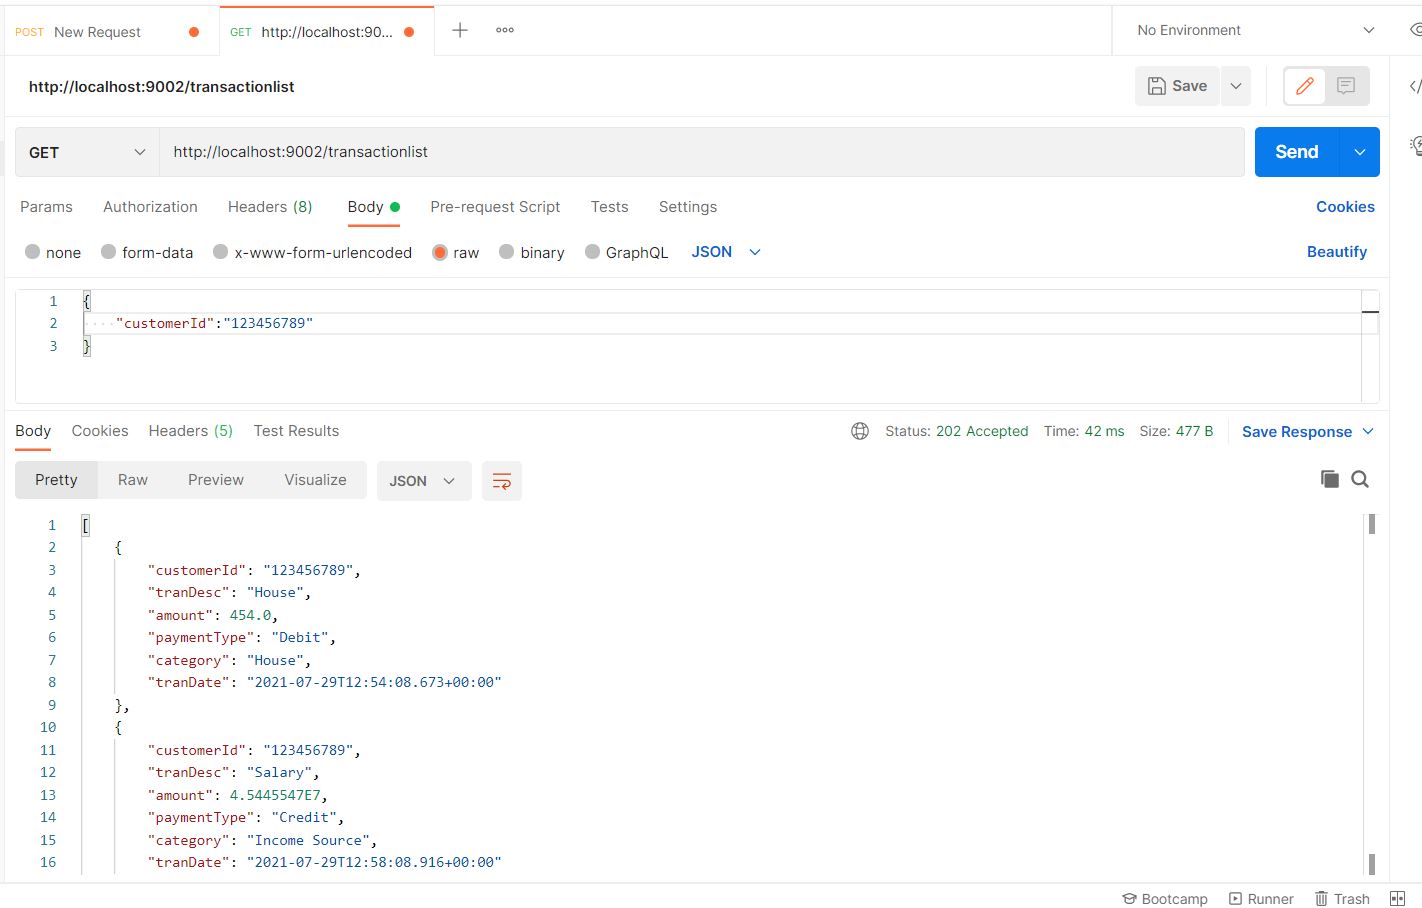 POST New Request GET http://localhost:90... No Environment
http://localhost:9002/transactionlist Save
GET http://localhost:9002/transactionlist Send
Params Authorization Headers (8) Body Pre-request Script Tests Settings Cookies
none form-data x-www-form-urlencoded raw binary GraphQL JSON Beautify
1 {
2 "customerId":"123456789"
3 }
Body Cookies Headers (5) Test Results Status: 202 Accepted Time: 42 ms Size: 477 B Save Response
Pretty Raw Preview Visualize JSON
1 [
2 {
3 "customerId": "123456789",
4 "tranDesc": "House",
5 "amount": 454.0,
6 "paymentType": "Debit",
7 "category": "House",
8 "tranDate": "2021-07-29T12:54:08.673+00:00"
9 },
10 {
11 "customerId": "123456789",
12 "tranDesc": "Salary",
13 "amount": 4.5445547E7,
14 "paymentType": "Credit",
15 "category": "Income Source",
16 "tranDate": "2021-07-29T12:58:08.916+00:00"
Bootcamp Runner Trash